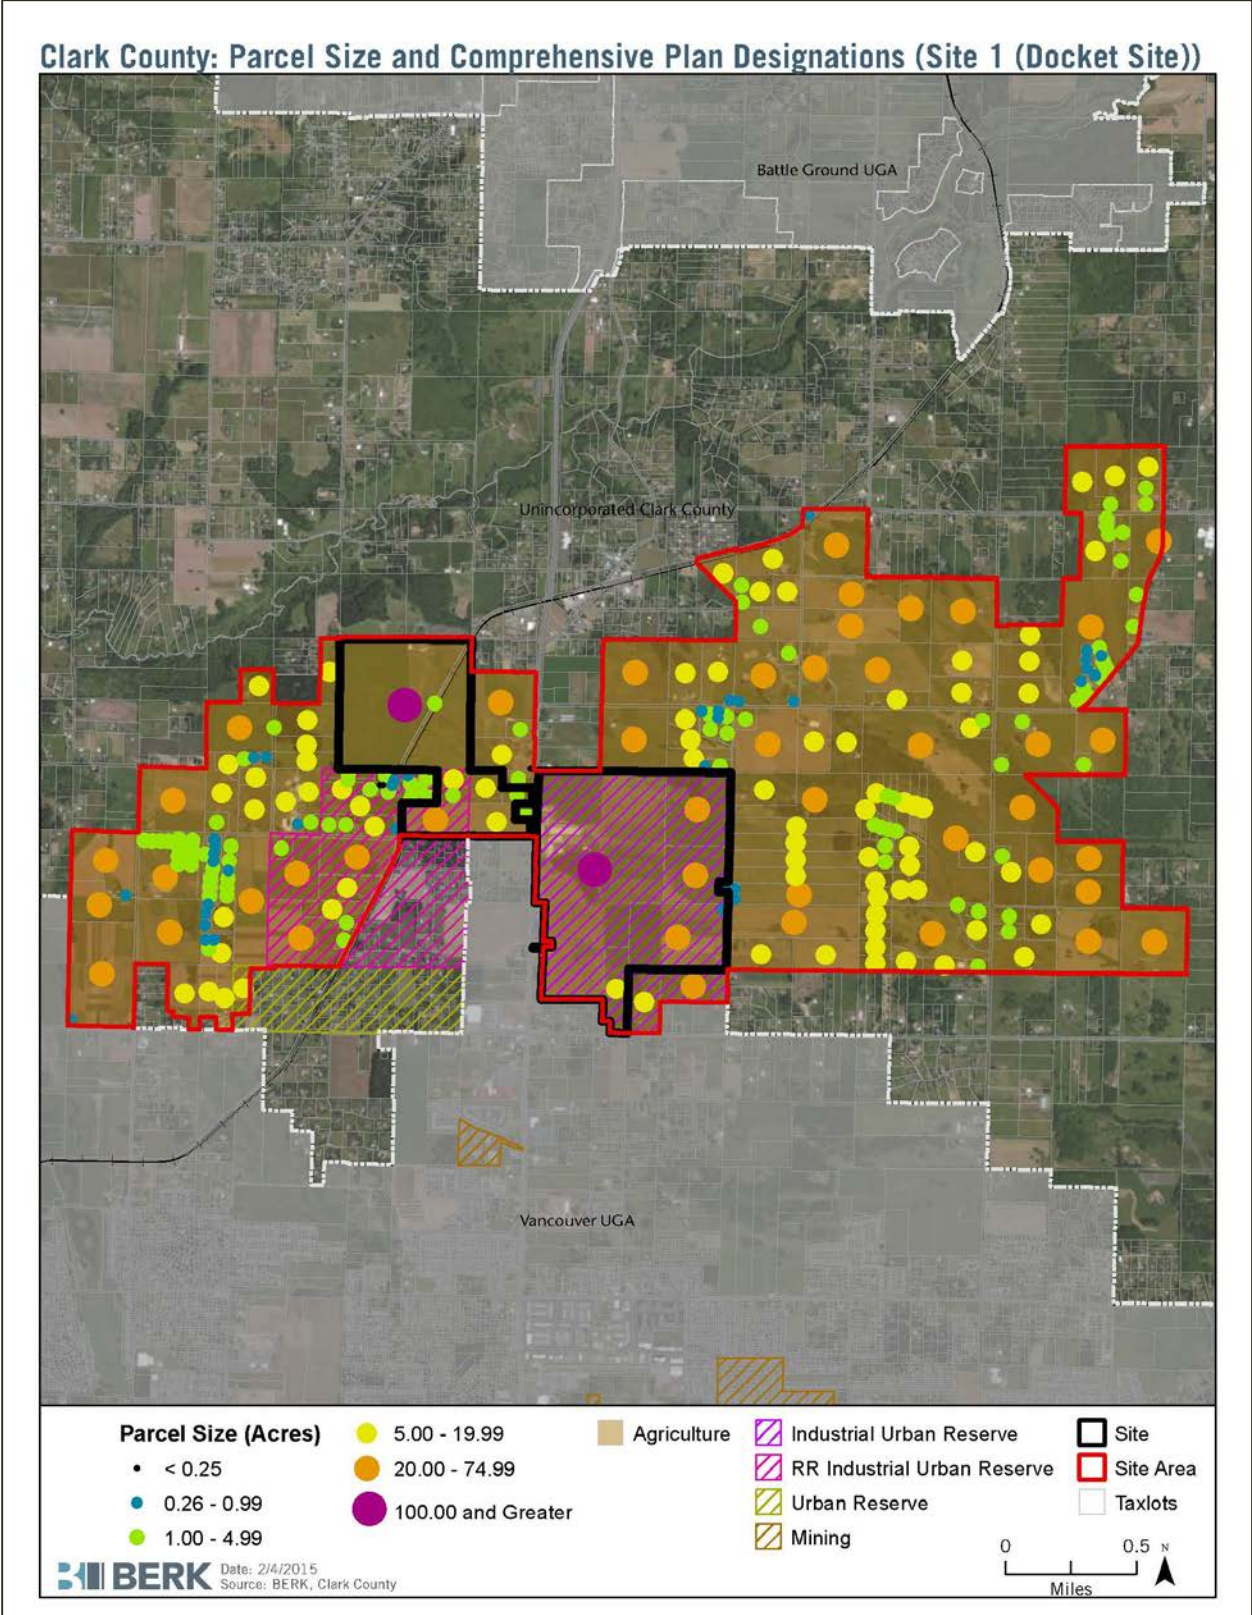 Clark County: Parcel Size and Comprehensive Plan Designations (Site 1 (Docket Site))
Battle Ground UGA
Unincorporated Clark County
Vancouver UGA
Parcel Size (Acres)
< 0.25
0.26 - 0.99
1.00 - 4.99
5.00 - 19.99
20.00 - 74.99
100.00 and Greater
Agriculture
Industrial Urban Reserve
RR Industrial Urban Reserve
Urban Reserve
Mining
Site
Site Area
Taxlots
0 0.5 N
Miles
BERK
Date: 2/4/2015
Source: BERK, Clark County